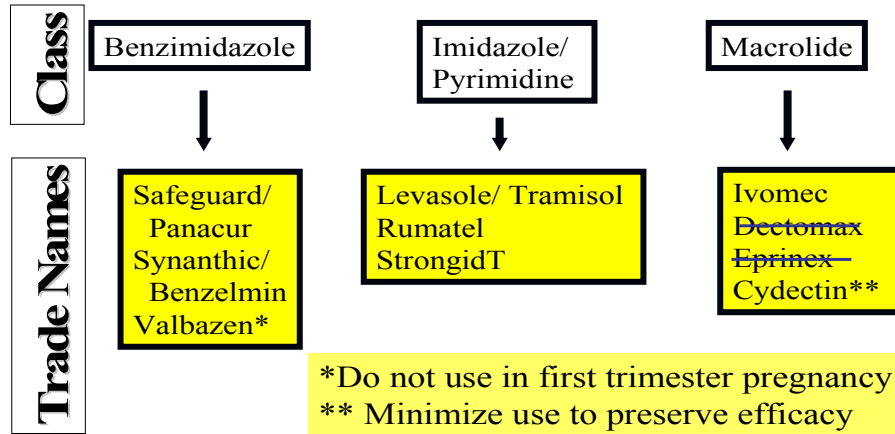 Class
Benzimidazole
Imidazole/
Pyrimidine
Macrolide
Trade Names
Safeguard/
Panacur
Synanthic/
Benzelmin
Valbazen*
Levasole/ Tramisol
Rumatel
StrongidT
Ivomec
Dectomax
Eprinex
Cydectin**
*Do not use in first trimester pregnancy
** Minimize use to preserve efficacy